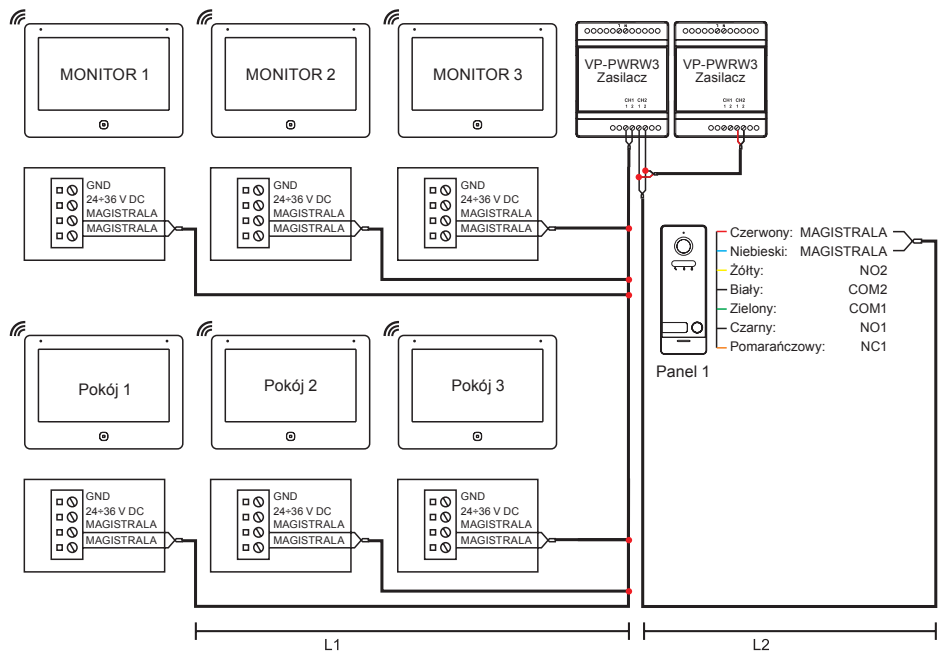 MONITOR 1
MONITOR 2
MONITOR 3
VP-PWRW3
Zasilacz
CH1 CH2
1 2 1 2
VP-PWRW3
Zasilacz
CH1 CH2
1 2 1 2
GND
24÷36 V DC
MAGISTRALA
MAGISTRALA
GND
24÷36 V DC
MAGISTRALA
MAGISTRALA
GND
24÷36 V DC
MAGISTRALA
MAGISTRALA
Czerwony: MAGISTRALA
Niebieski: MAGISTRALA
Żółty: NO2
Biały: COM2
Zielony: COM1
Czarny: NO1
Pomarańczowy: NC1
Panel 1
Pokój 1
Pokój 2
Pokój 3
GND
24÷36 V DC
MAGISTRALA
MAGISTRALA
GND
24÷36 V DC
MAGISTRALA
MAGISTRALA
GND
24÷36 V DC
MAGISTRALA
MAGISTRALA
L1
L2